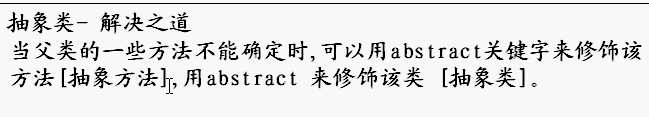 抽象类- 解决之道
当父类的一些方法不能确定时,可以用abstract关键字来修饰该
方法[抽象方法],用abstract 来修饰该类 [抽象类]。